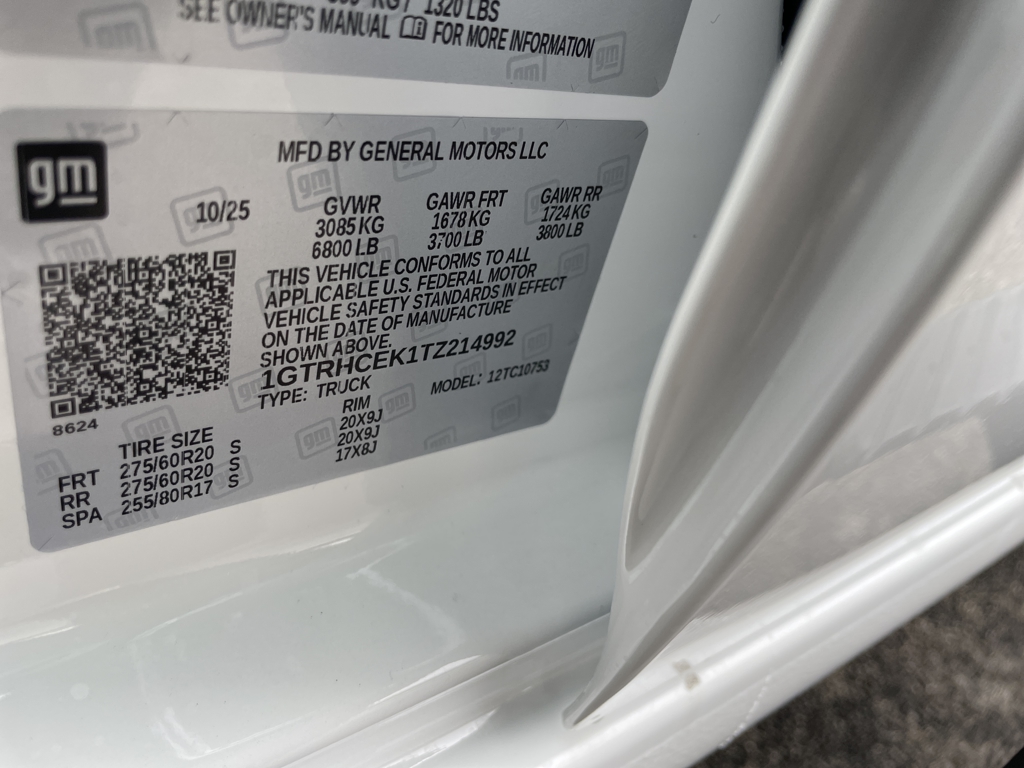 KG / 1320 LBS
SEE OWNER'S MANUAL FOR MORE INFORMATION
gm
MFD BY GENERAL MOTORS LLC
10/25
GVWR GAWR FRT GAWR RR
3085 KG 1678 KG 1724 KG
6800 LB 3700 LB 3800 LB
THIS VEHICLE CONFORMS TO ALL
APPLICABLE U.S. FEDERAL MOTOR
VEHICLE SAFETY STANDARDS IN EFFECT
ON THE DATE OF MANUFACTURE
SHOWN ABOVE.
1GTRHCEK1TZ214992
TYPE: TRUCK MODEL: 12TC10753
8624
TIRE SIZE RIM
FRT 275/60R20 S 20X9J
RR 275/60R20 S 20X9J
SPA 255/80R17 S 17X8J